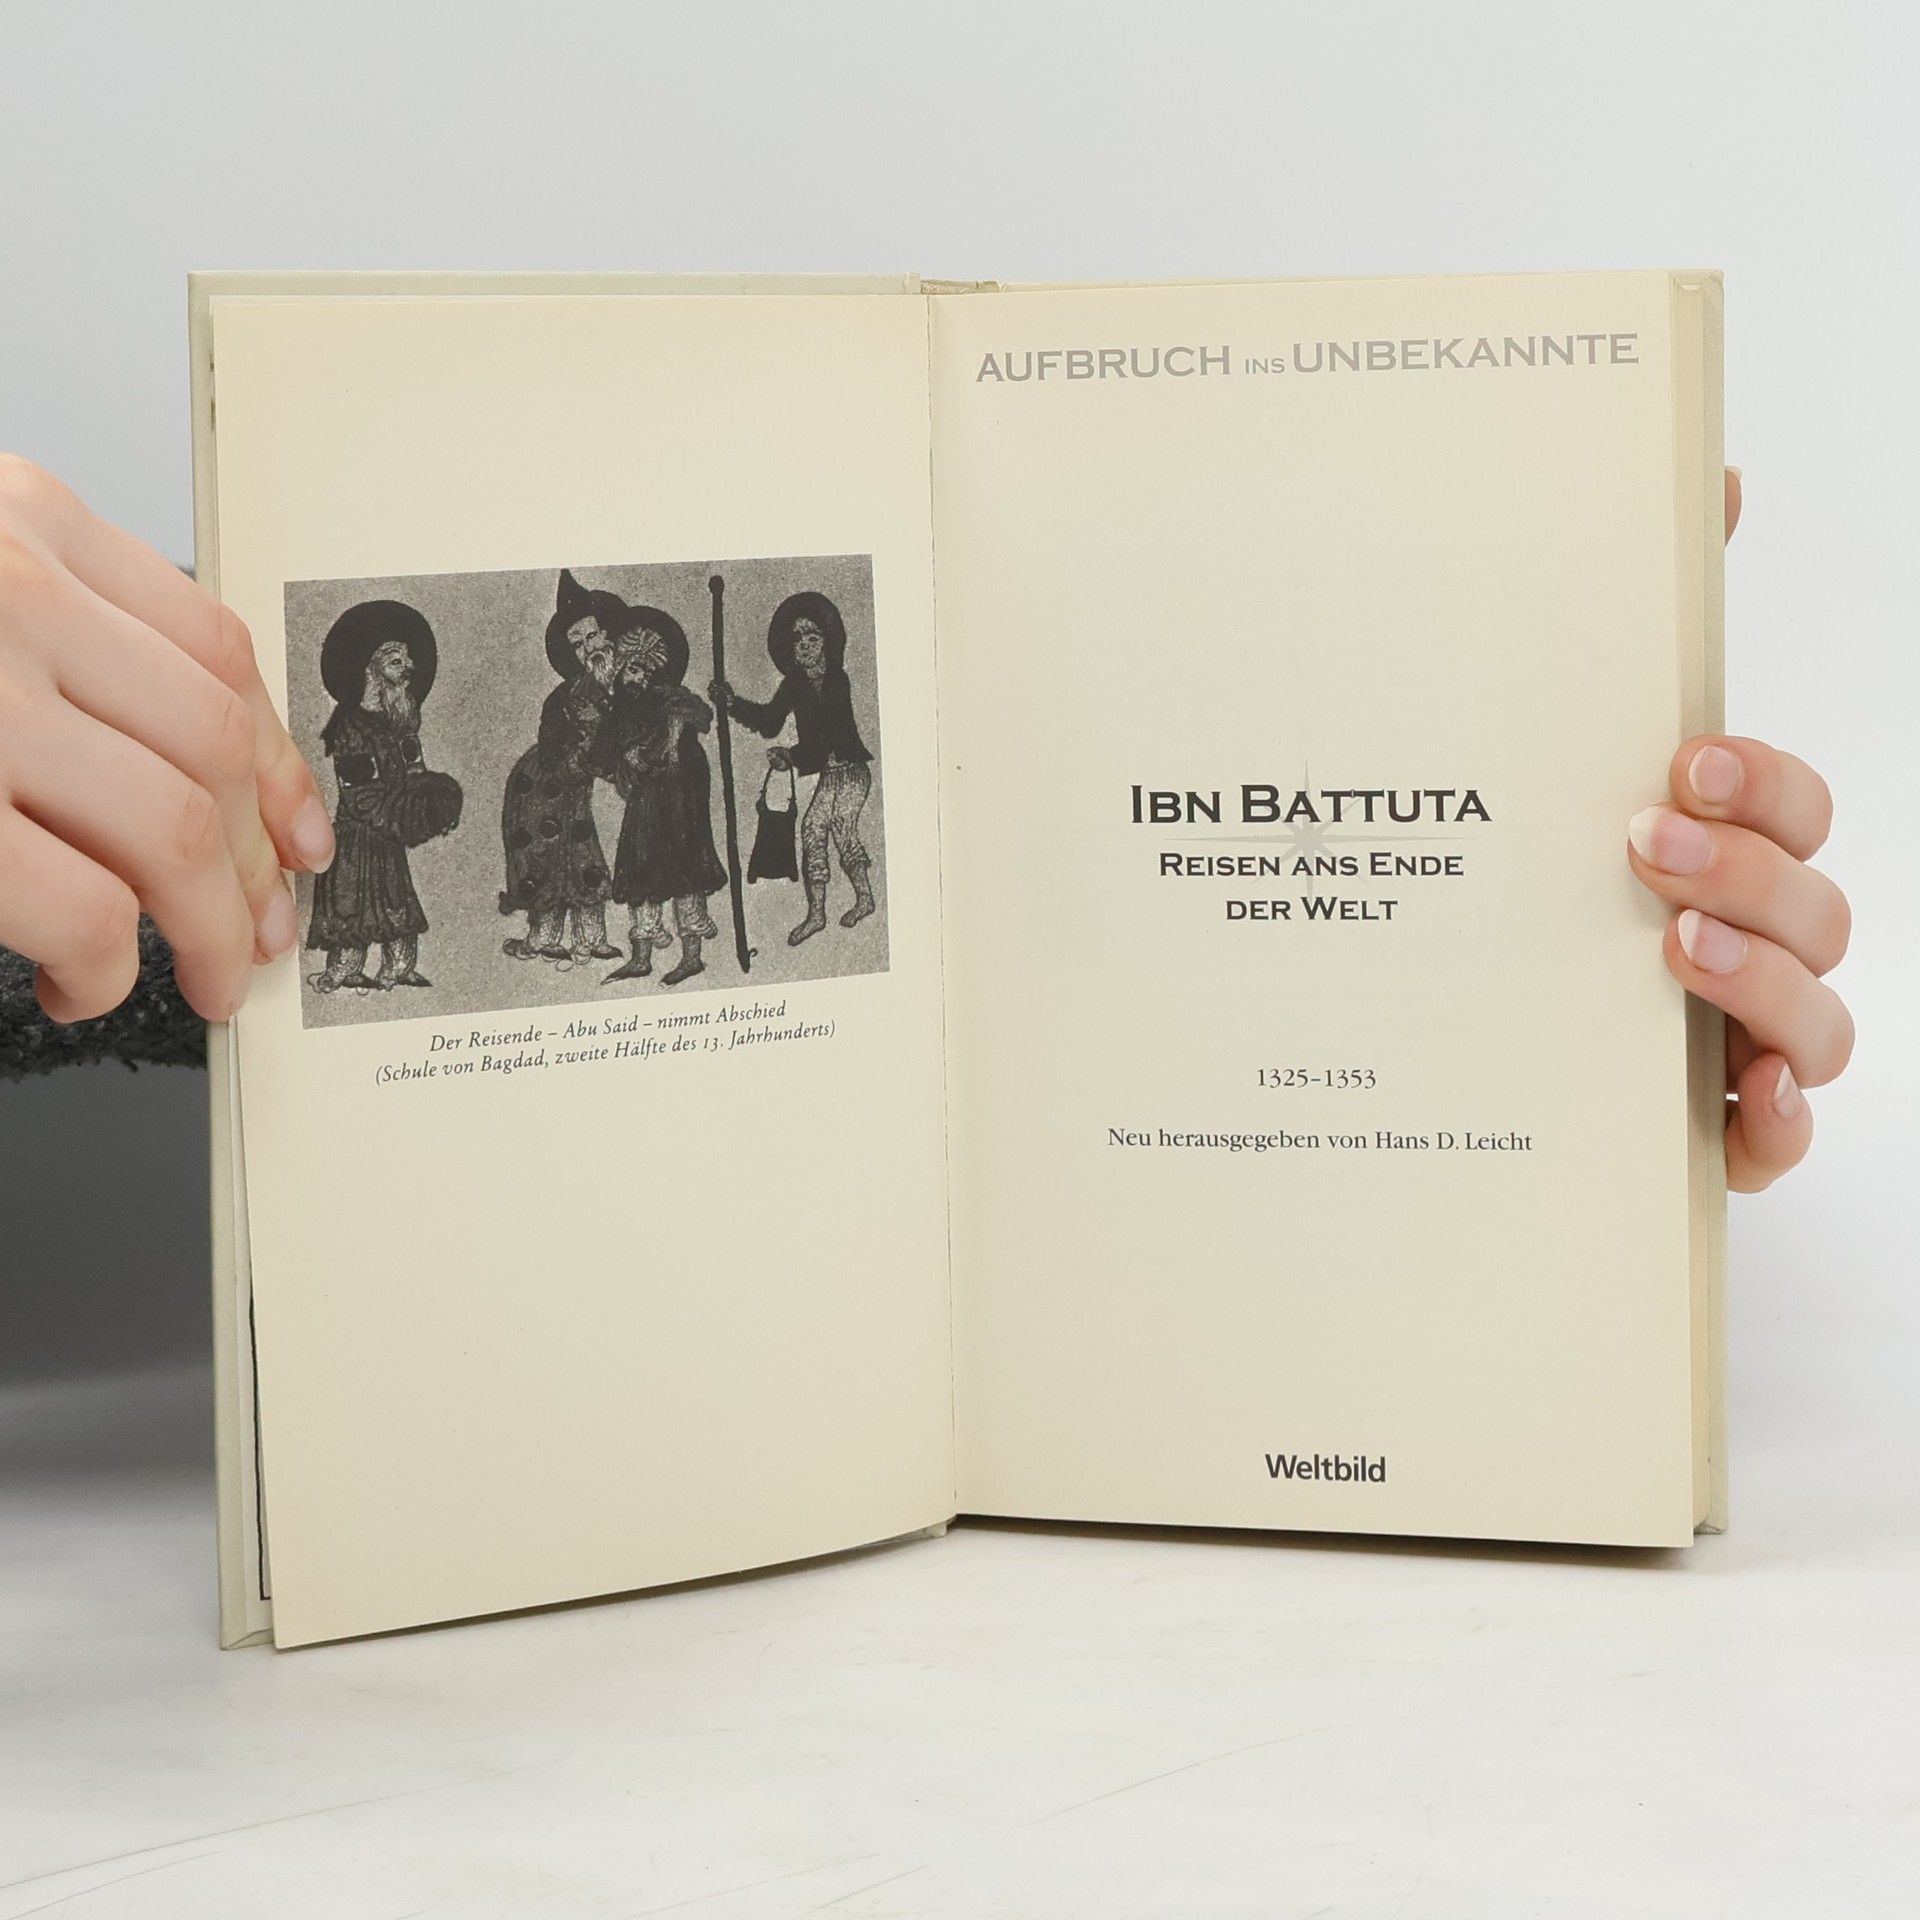 Der Reisende – Abu Said – nimmt Abschied
(Schule von Bagdad, zweite Hälfte des 13. Jahrhunderts)
AUFBRUCH INS UNBEKANNTE
IBN BATTUTA
REISEN ANS ENDE
DER WELT
1325–1353
Neu herausgegeben von Hans D. Leicht
Weltbild